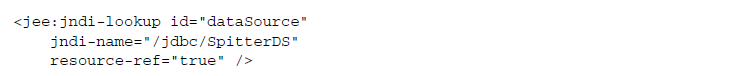 <jee:jndi-lookup id="dataSource"
jndi-name="/jdbc/SpitterDS"
resource-ref="true" />